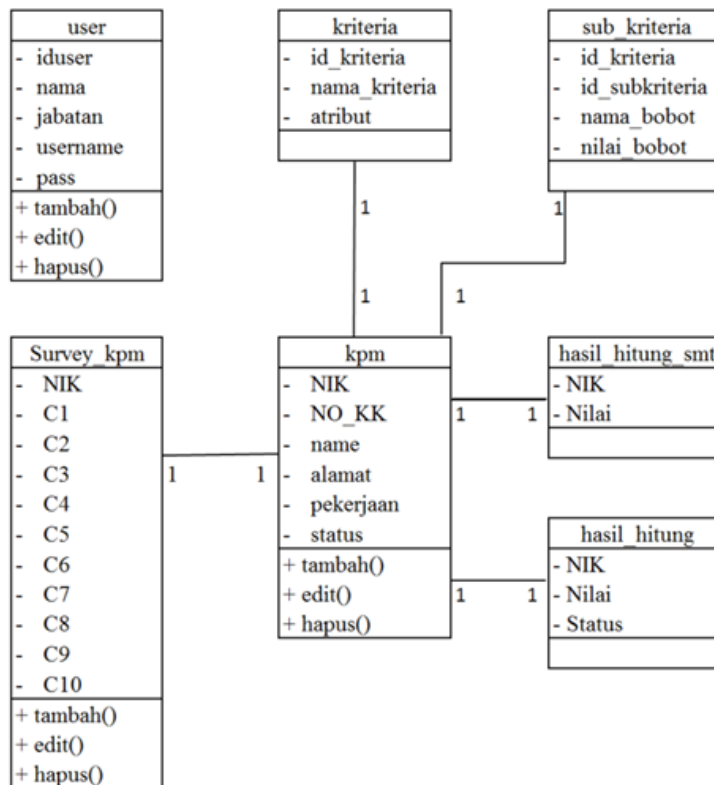 user
- iduser
- nama
- jabatan
- username
- pass
+ tambah()
+ edit()
+ hapus()
kriteria
- id_kriteria
- nama_kriteria
- atribut
sub_kriteria
- id_kriteria
- id_subkriteria
- nama_bobot
- nilai_bobot
1
1
1
1
Survey_kpm
- NIK
- C1
- C2
- C3
- C4
- C5
- C6
- C7
- C8
- C9
- C10
+ tambah()
+ edit()
+ hapus()
1 1
kpm
- NIK
- NO_KK
- name
- alamat
- pekerjaan
- status
+ tambah()
+ edit()
+ hapus()
1 1
1 1
hasil_hitung_smt
- NIK
- Nilai
hasil_hitung
- NIK
- Nilai
- Status